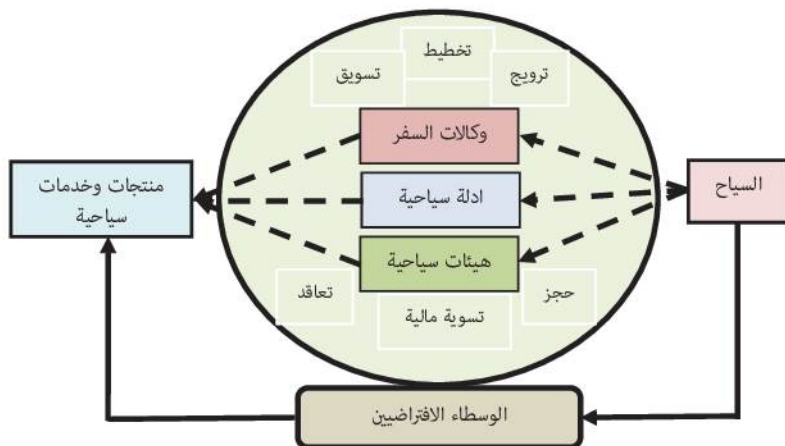 تخطيط
ترويج
تسويق
وكالات السفر
السياح
ادلة سياحية
منتجات وخدمات
سياحية
هيئات سياحية
حجز
تعاقد
تسوية مالية
الوسطاء الافتراضيين